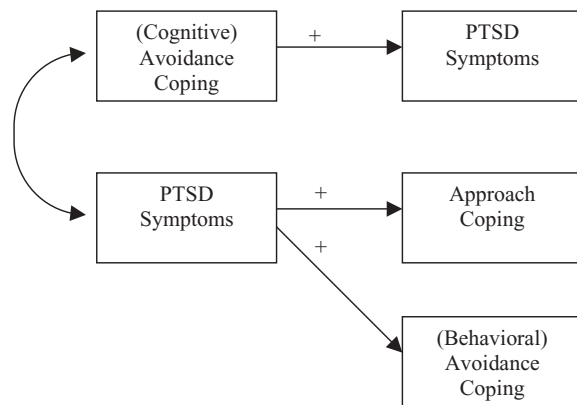 (Cognitive)
Avoidance
Coping
+
PTSD
Symptoms
PTSD
Symptoms
+
Approach
Coping
+
(Behavioral)
Avoidance
Coping